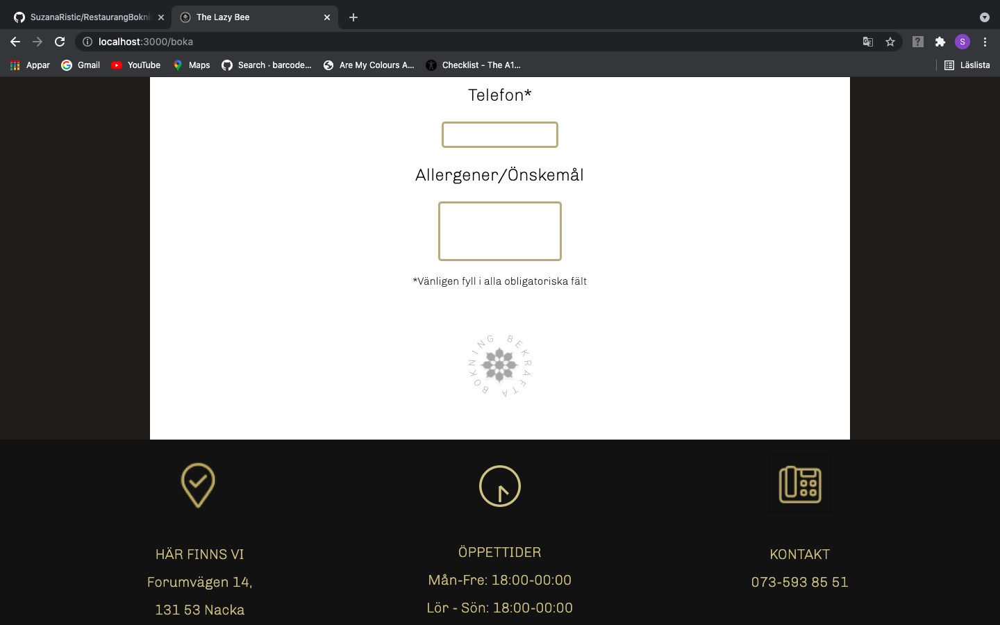 SuzanaRistic/RestaurangBokni
The Lazy Bee
localhost:3000/boka
S
Appar
Gmail
YouTube
Maps
Search · barcode...
Are My Colours A...
Checklist - The A1...
Läslista
Telefon*
Allergener/Önskemål
*Vänligen fyll i alla obligatoriska fält
BEKRÄFTA BOKNING
HÄR FINNS VI
Forumvägen 14,
131 53 Nacka
ÖPPETTIDER
Mån-Fre: 18:00-00:00
Lör - Sön: 18:00-00:00
KONTAKT
073-593 85 51